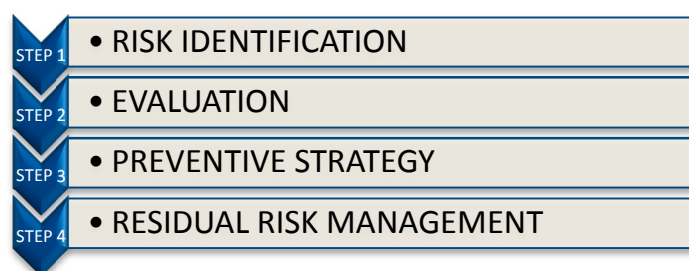 STEP 1 • RISK IDENTIFICATION
STEP 2 • EVALUATION
STEP 3 • PREVENTIVE STRATEGY
STEP 4 • RESIDUAL RISK MANAGEMENT